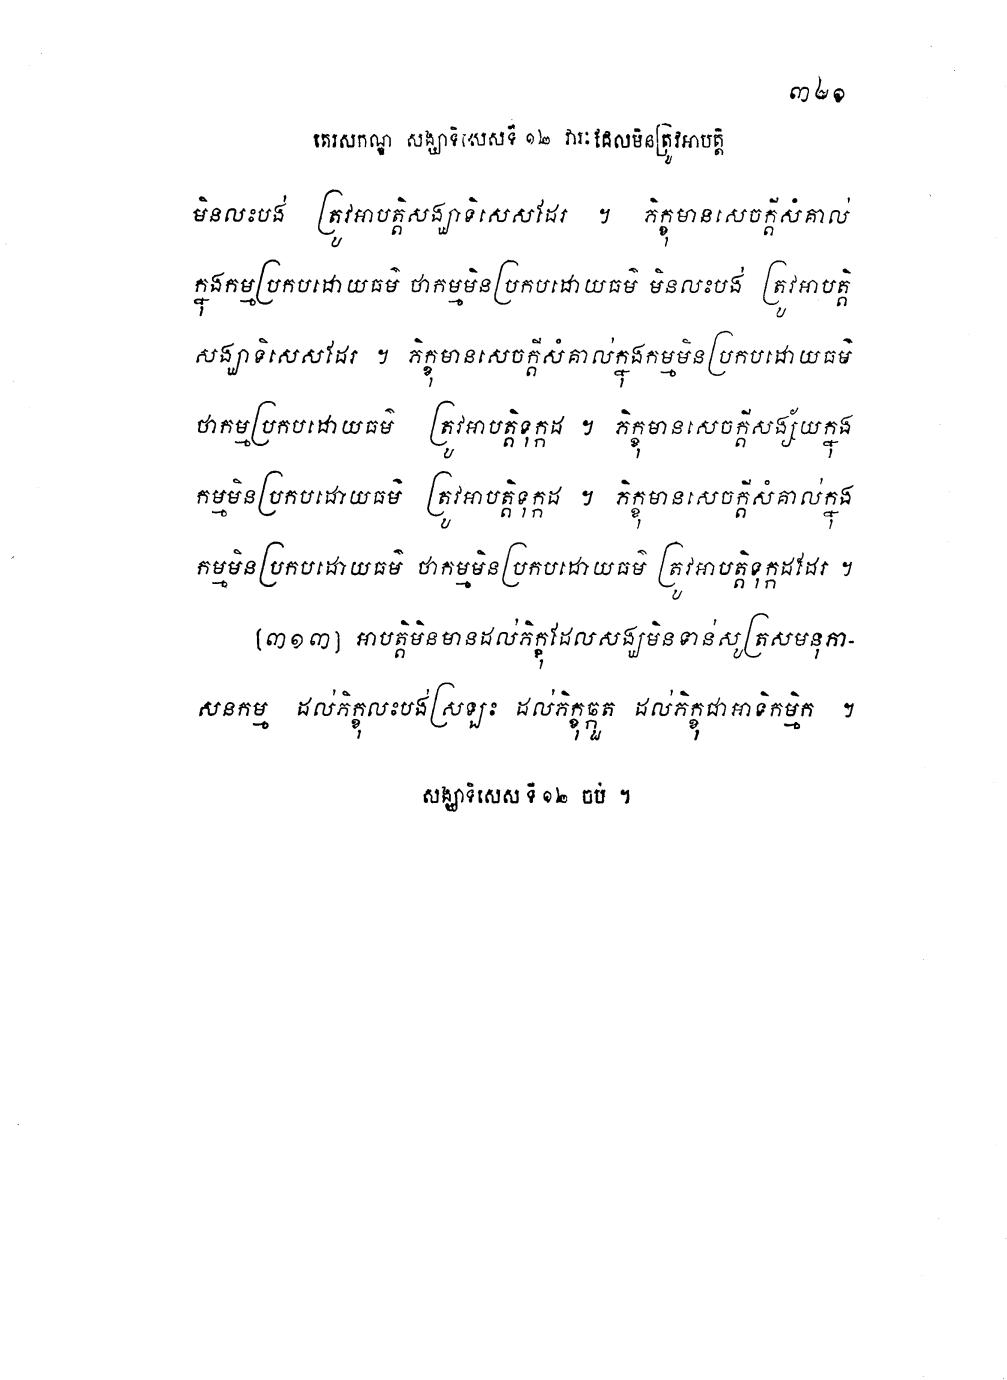 ៣៤១
តេរសកណ្ឌ សង្ឃាទិសេសទី ១២ វារៈដែលមិនត្រូវអាបត្តិ
មិនលះបង់ ត្រូវអាបត្តិសង្ឃាទិសេសដែរ ។ ភិក្ខុមានសេចក្តីសំគាល់
ក្នុងកម្មប្រកបដោយធម៌ ថាកម្មមិនប្រកបដោយធម៌ មិនលះបង់ ត្រូវអាបត្តិ
សង្ឃាទិសេសដែរ ។ ភិក្ខុមានសេចក្តីសំគាល់ក្នុងកម្មមិនប្រកបដោយធម៌
ថាកម្មប្រកបដោយធម៌ ត្រូវអាបត្តិទុក្កដ ។ ភិក្ខុមានសេចក្តីសង្ស័យក្នុង
កម្មមិនប្រកបដោយធម៌ ត្រូវអាបត្តិទុក្កដ ។ ភិក្ខុមានសេចក្តីសំគាល់ក្នុង
កម្មមិនប្រកបដោយធម៌ ថាកម្មមិនប្រកបដោយធម៌ ត្រូវអាបត្តិទុក្កដដែរ ។
(៣១៣) អាបត្តិមិនមានដល់ភិក្ខុដែលសង្ឃមិនទាន់សូត្រសមនុភា-
សនកម្ម ដល់ភិក្ខុលះបង់ស្រឡះ ដល់ភិក្ខុឆ្កួត ដល់ភិក្ខុជាអាទិកម្មិក ។
សង្ឃាទិសេស ទី ១២ ចប់ ។